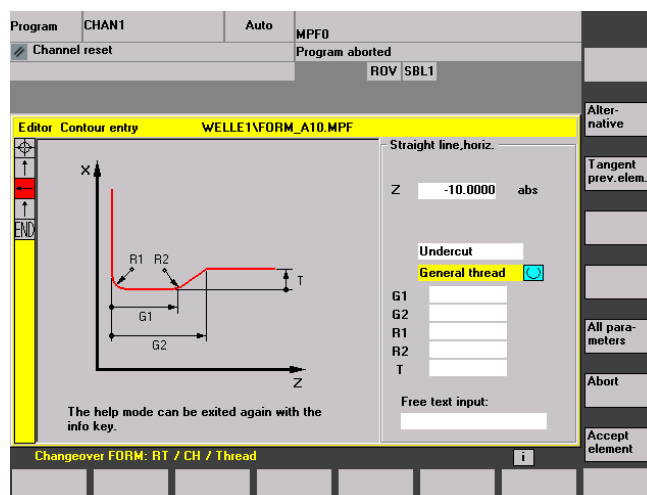 Program CHAN1 Auto MPF0
Channel reset Program aborted
ROV SBL1
Editor Contour entry WELLE1\FORM_A10.MPF
END
X
R1 R2
T
G1
G2
Z
The help mode can be exited again with the
info key.
Straight line,horiz.
Z -10.0000 abs
Undercut
General thread
G1
G2
R1
R2
T
Free text input:
Changeover FORM: RT / CH / Thread
i
Alter-
native
Tangent
prev.elem.
All para-
meters
Abort
Accept
element